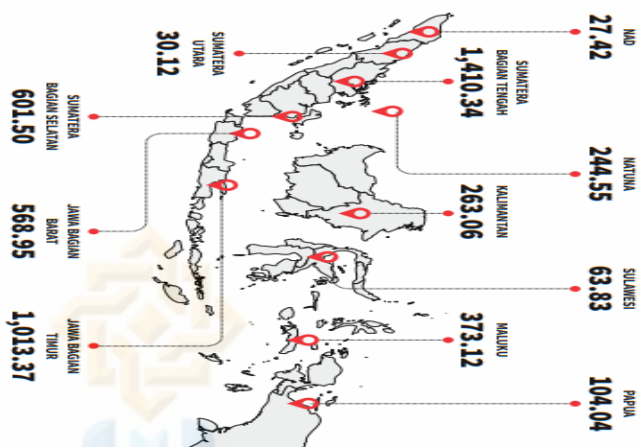 NAD
27.42
SUMATERA
UTARA
30.12
SUMATERA
BAGIAN TENGAH
1,410.34
NATUNA
244.55
KALIMANTAN
263.06
SULAWESI
63.83
MALUKU
373.12
PAPUA
104.04
SUMATERA
BAGIAN SELATAN
601.50
JAWA BAGIAN
BARAT
568.95
JAWA BAGIAN
TIMUR
1,013.37